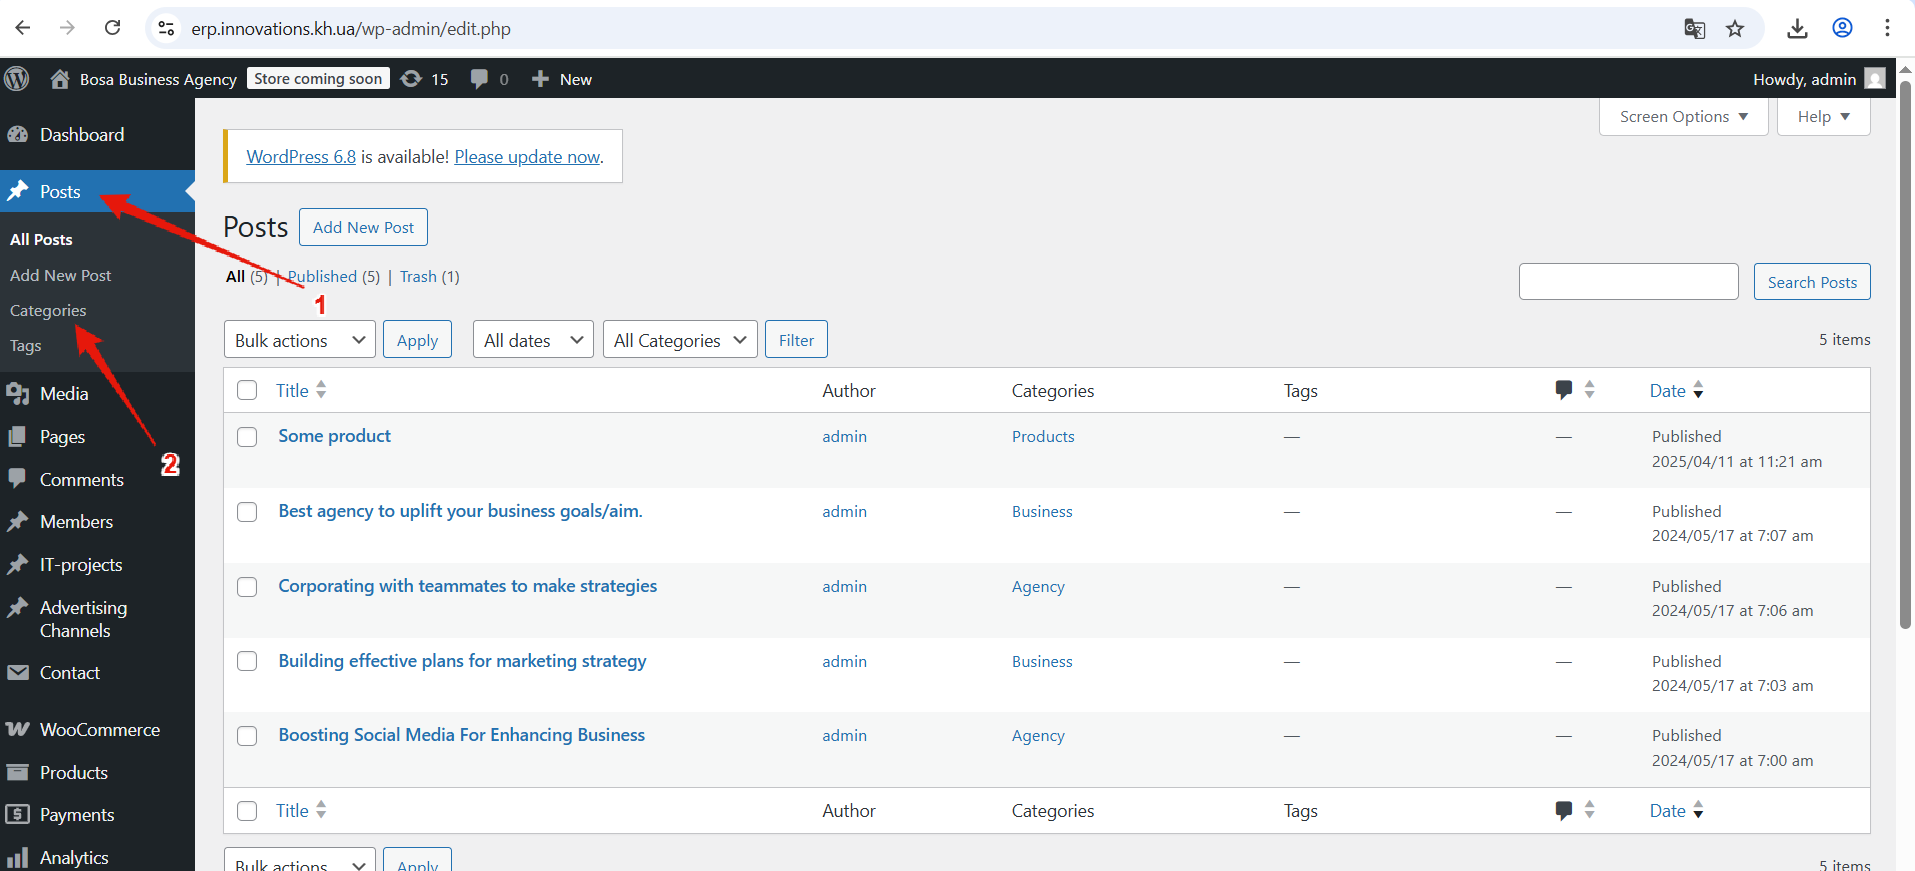 erp.innovations.kh.ua/wp-admin/edit.php
Bosa Business Agency Store coming soon 15 0 New Howdy, admin
Screen Options Help
Dashboard
Posts
All Posts
Add New Post
Categories
Tags
Media
Pages
Comments
Members
IT-projects
Advertising
Channels
Contact
WooCommerce
Products
Payments
Analytics
1
2
WordPress 6.8 is available! Please update now.
Posts Add New Post
All (5) | Published (5) | Trash (1)
Search Posts
Bulk actions Apply All dates All Categories Filter 5 items
Title Author Categories Tags Date
Some product admin Products — — Published
2025/04/11 at 11:21 am
Best agency to uplift your business goals/aim. admin Business — — Published
2024/05/17 at 7:07 am
Corporating with teammates to make strategies admin Agency — — Published
2024/05/17 at 7:06 am
Building effective plans for marketing strategy admin Business — — Published
2024/05/17 at 7:03 am
Boosting Social Media For Enhancing Business admin Agency — — Published
2024/05/17 at 7:00 am
Title Author Categories Tags Date
Bulk actions Apply 5 items